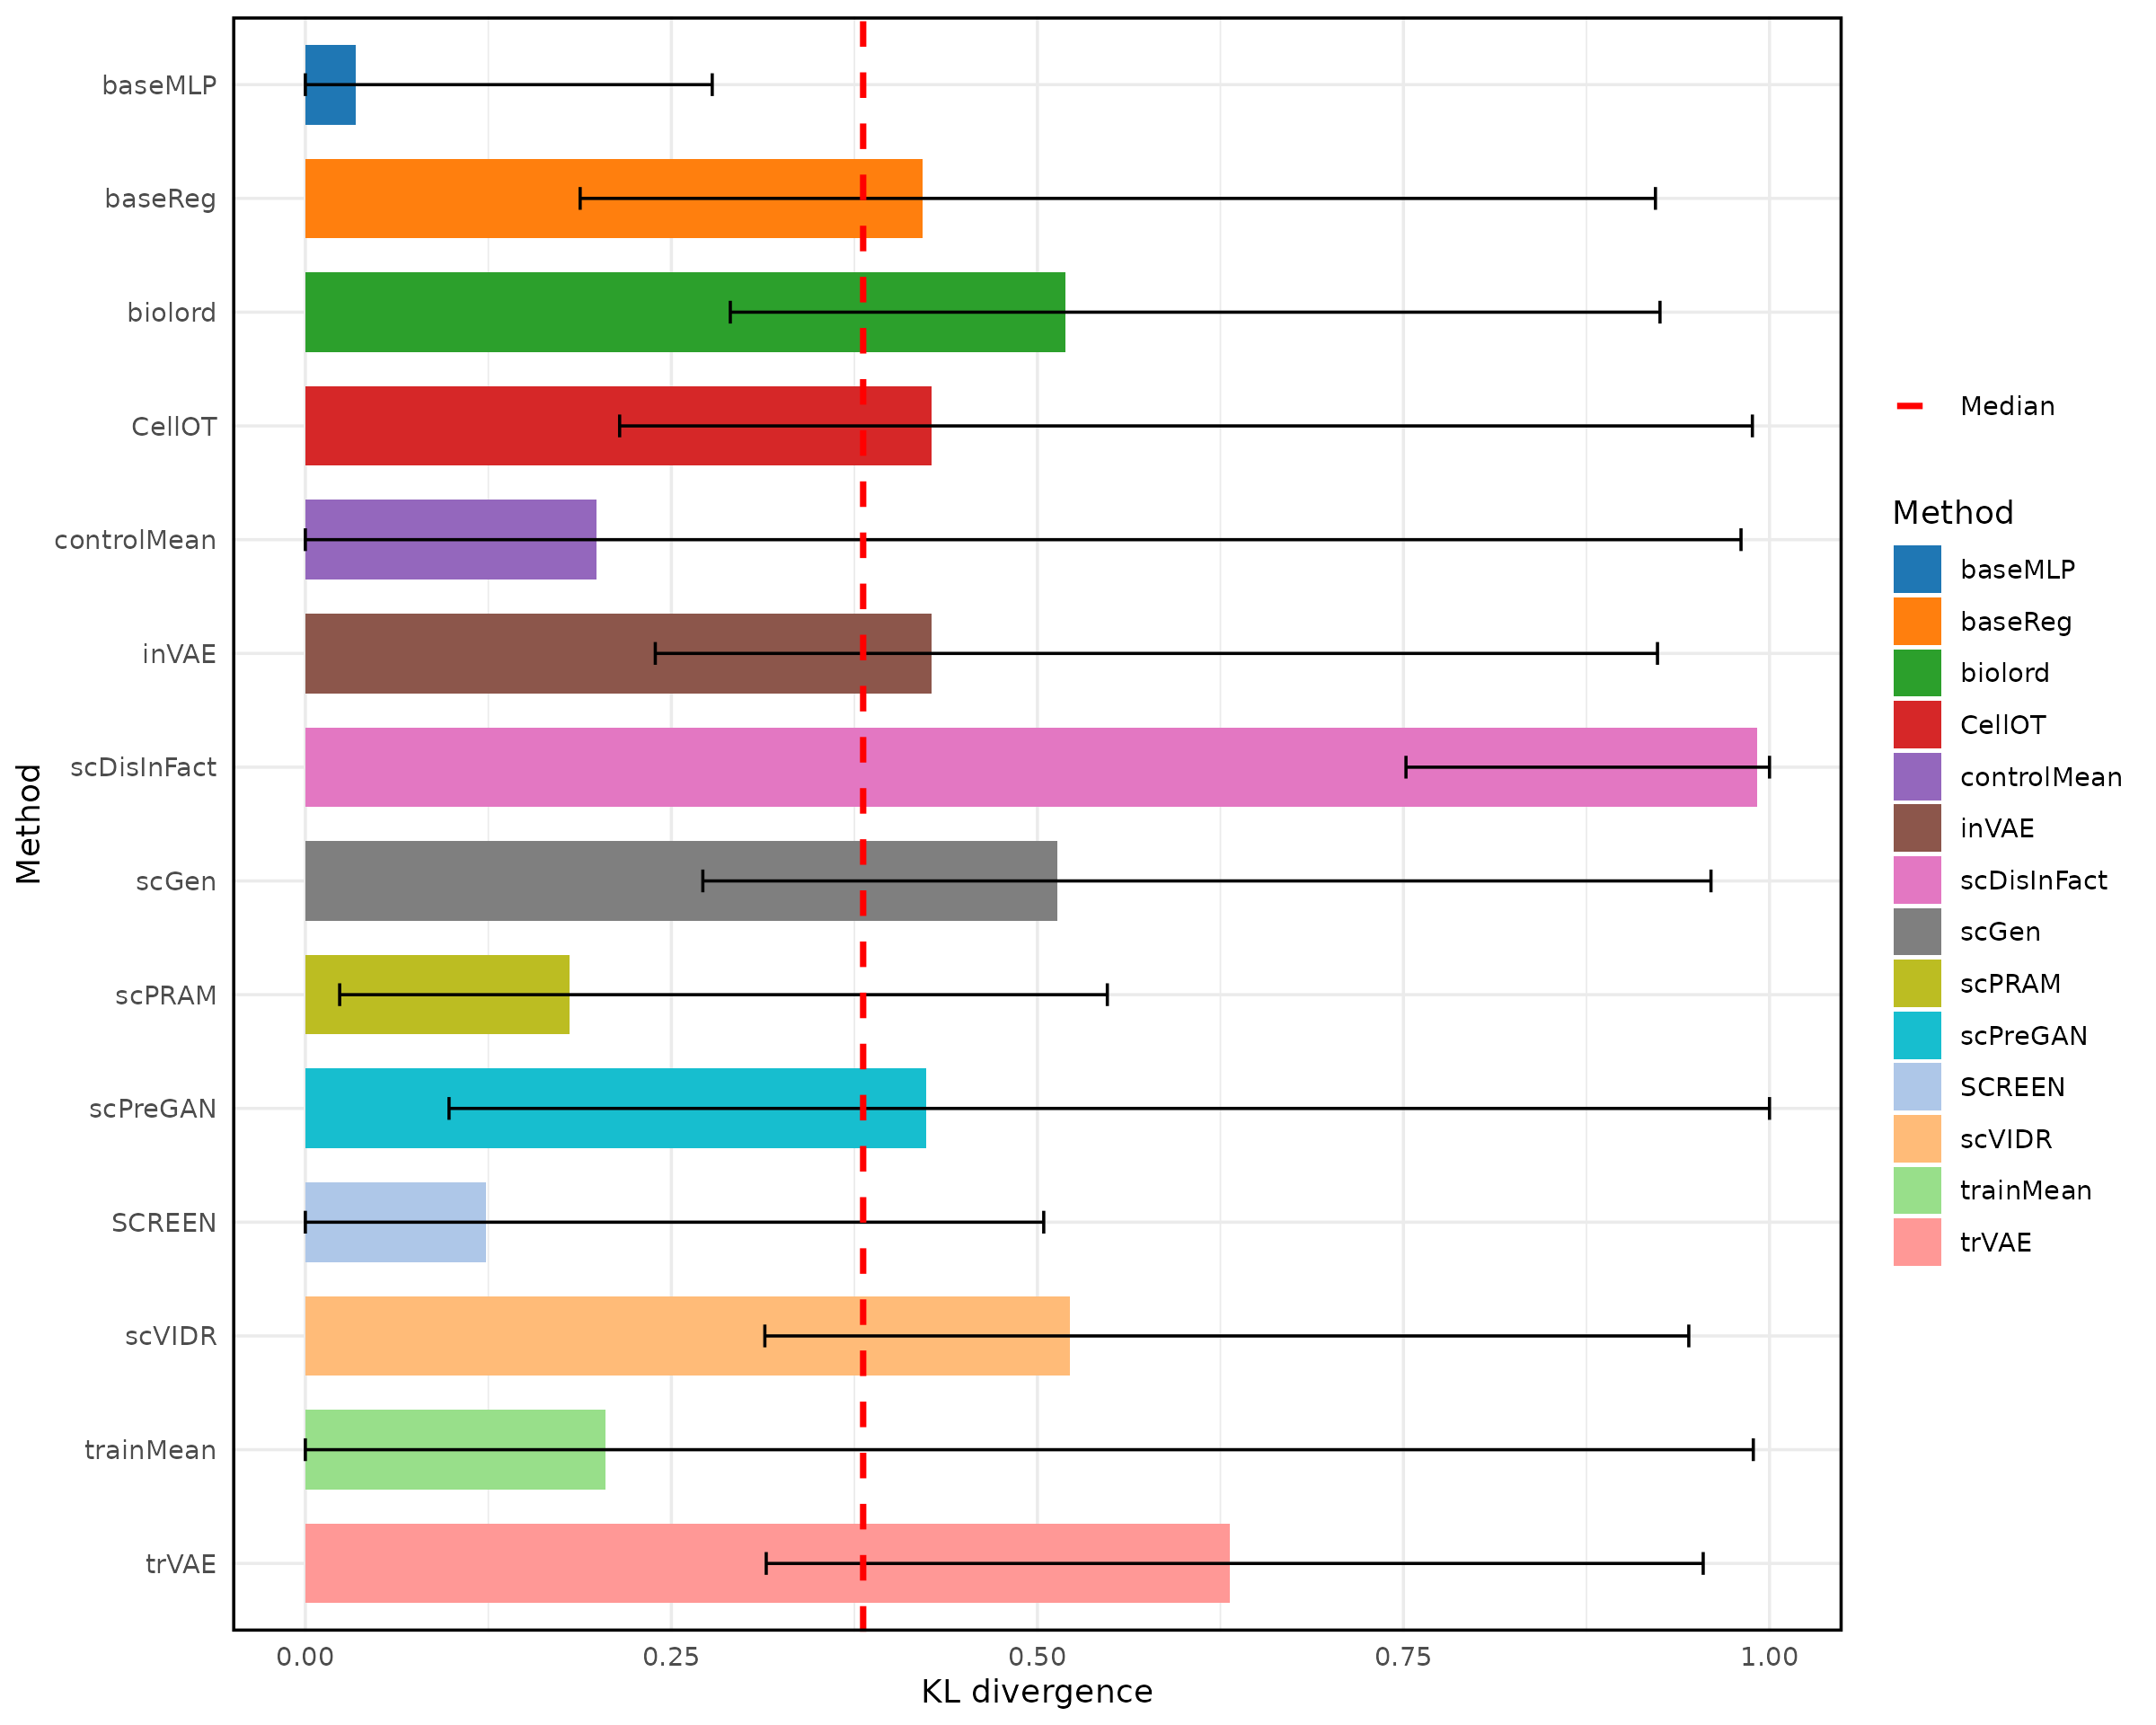 baseMLP
baseReg
biolord
CellOT
controlMean
inVAE
scDisInFact
scGen
scPRAM
scPreGAN
SCREEN
scVIDR
trainMean
trVAE
Method
0.00 0.25 0.50 0.75 1.00
KL divergence
Median
Method
baseMLP
baseReg
biolord
CellOT
controlMean
inVAE
scDisInFact
scGen
scPRAM
scPreGAN
SCREEN
scVIDR
trainMean
trVAE